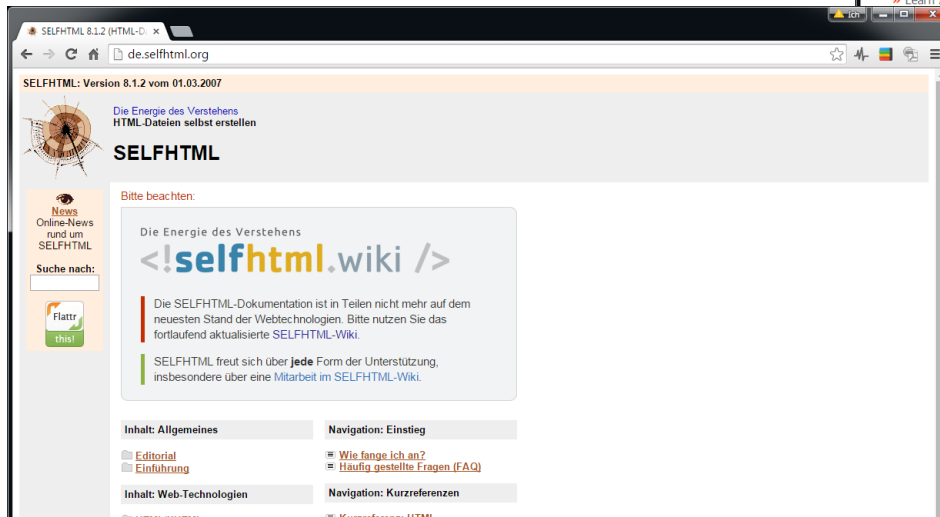 Learn
ich
SELFHTML 8.1.2 (HTML-D
de.selfhtml.org
SELFHTML: Version 8.1.2 vom 01.03.2007
Die Energie des Verstehens
HTML-Dateien selbst erstellen
SELFHTML
News
Online-News
rund um
SELFHTML
Suche nach:
Flattr
this!
Bitte beachten:
Die Energie des Verstehens
<!selfhtml.wiki />
Die SELFHTML-Dokumentation ist in Teilen nicht mehr auf dem
neuesten Stand der Webtechnologien. Bitte nutzen Sie das
fortlaufend aktualisierte SELFHTML-Wiki.
SELFHTML freut sich über jede Form der Unterstützung,
insbesondere über eine Mitarbeit im SELFHTML-Wiki.
Inhalt: Allgemeines
Editorial
Einführung
Inhalt: Web-Technologien
Navigation: Einstieg
Wie fange ich an?
Häufig gestellte Fragen (FAQ)
Navigation: Kurzreferenzen
Kurzreferenz HTML